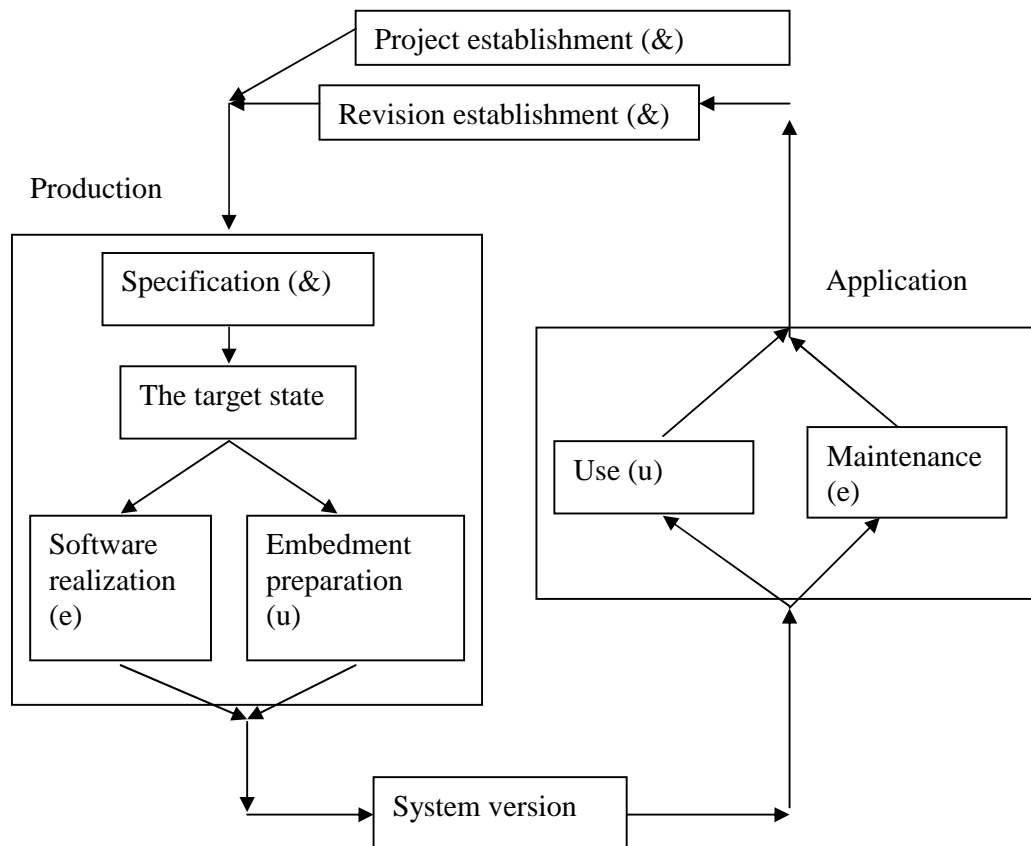 Project establishment (&)
Revision establishment (&)
Production
Specification (&)
The target state
Software
realization
(e)
Embedment
preparation
(u)
Application
Use (u)
Maintenance
(e)
System version